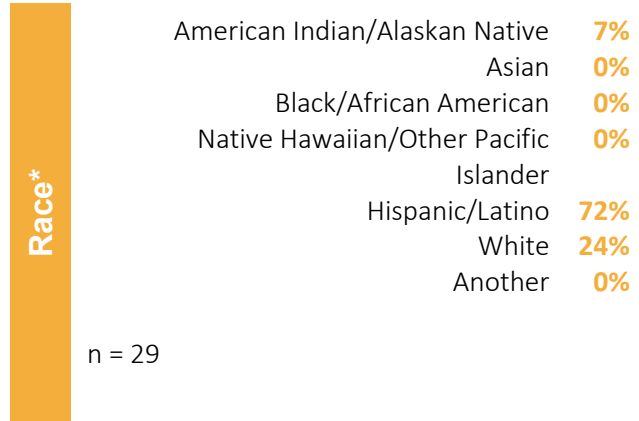 Race*
American Indian/Alaskan Native 7%
Asian 0%
Black/African American 0%
Native Hawaiian/Other Pacific 0%
Islander
Hispanic/Latino 72%
White 24%
Another 0%
n = 29